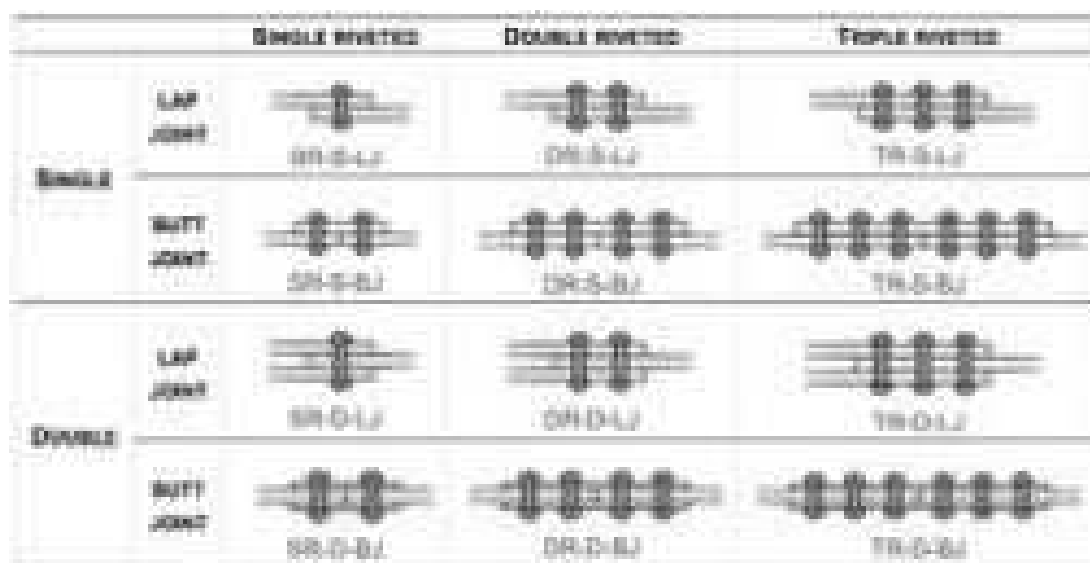 SINGLE RIVETED DOUBLE RIVETED TRIPLE RIVETED
LAP
JOINT
SR-S-LJ DR-S-LJ TR-S-LJ
SINGLE
BUTT
JOINT
SR-S-BJ DR-S-BJ TR-S-BJ
LAP
JOINT
SR-D-LJ DR-D-LJ TR-D-LJ
DOUBLE
BUTT
JOINT
SR-D-BJ DR-D-BJ TR-D-BJ